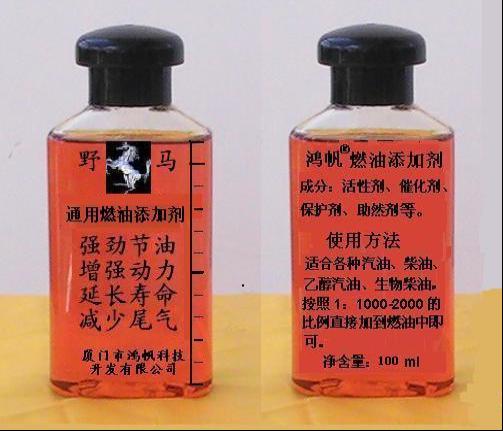 野 马
通用燃油添加剂
强劲节油
增强动力
延长寿命
减少尾气
厦门市鸿帆科技
开发有限公司
鸿帆®燃油添加剂
成分：活性剂、催化剂、
保护剂、助然剂等。
使用方法
适合各种汽油、柴油、
乙醇汽油、生物柴油。
按照1：1000-2000的
比例直接加到燃油中即
可。
净含量：100 ml